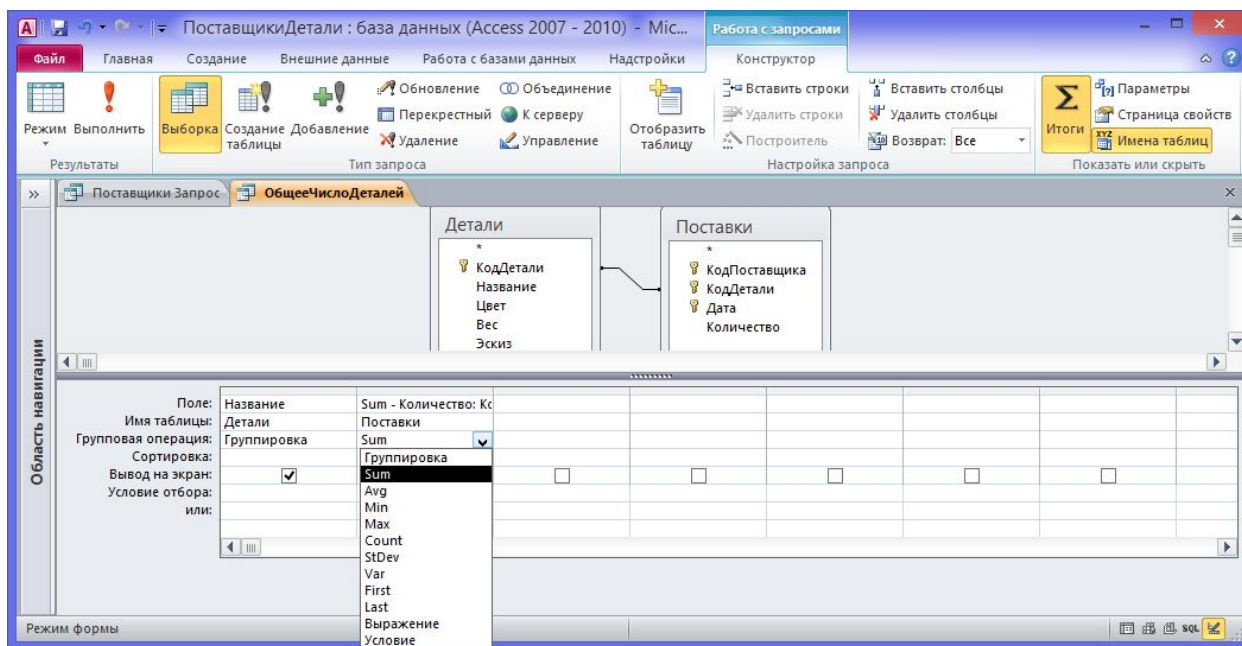 ПоставщикиДетали : база данных (Access 2007 - 2010) - Mic...
Работа с запросами
Файл Главная Создание Внешние данные Работа с базами данных Надстройки Конструктор
Режим
Выполнить
Результаты
Выборка
Создание таблицы
Добавление
Обновление
Перекрестный
Удаление
Объединение
К серверу
Управление
Тип запроса
Отобразить таблицу
Вставить строки
Удалить строки
Построитель
Вставить столбцы
Удалить столбцы
Возврат: Все
Настройка запроса
Итоги
Параметры
Страница свойств
Имена таблиц
Показать или скрыть
Поставщики Запрос
ОбщееЧислоДеталей
Область навигации
Детали
*
КодДетали
Название
Цвет
Вес
Эскиз
Поставки
*
КодПоставщика
КодДетали
Дата
Количество
Поле: Название Sum - Количество: Кс
Имя таблицы: Детали Поставки
Групповая операция: Группировка Sum
Сортировка:
Вывод на экран:
Условие отбора:
или:
Группировка
Sum
Avg
Min
Max
Count
StDev
Var
First
Last
Выражение
Условие
Режим формы
SQL